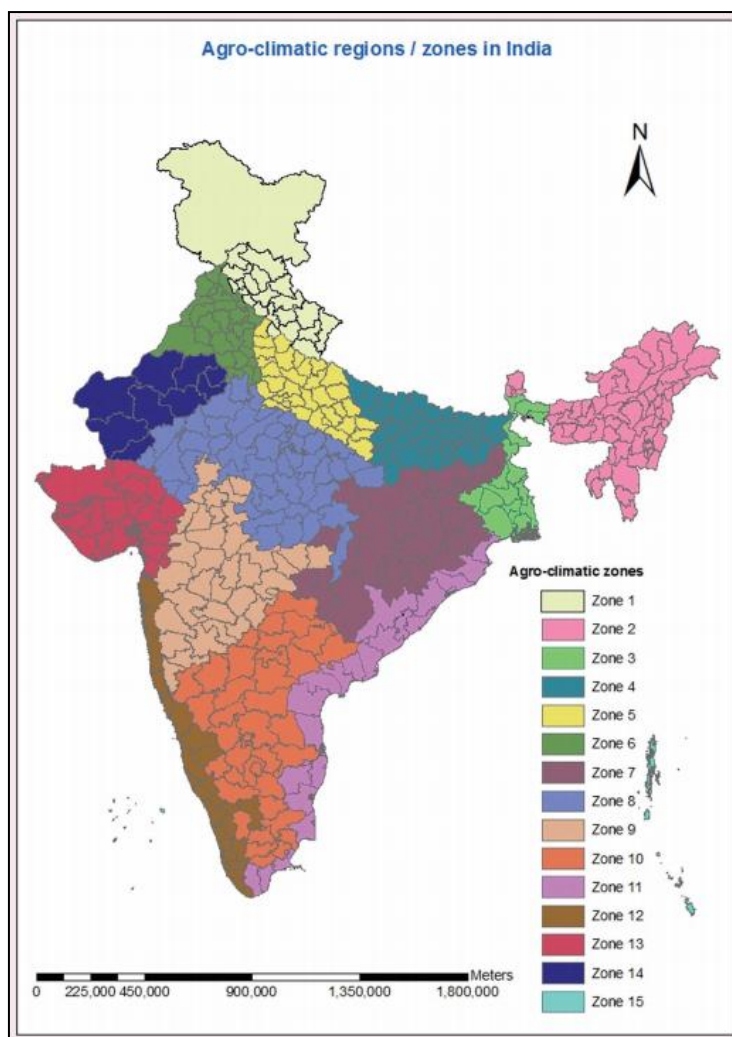 Agro-climatic regions / zones in India
N
Agro-climatic zones
Zone 1
Zone 2
Zone 3
Zone 4
Zone 5
Zone 6
Zone 7
Zone 8
Zone 9
Zone 10
Zone 11
Zone 12
Zone 13
Zone 14
Zone 15
Meters
0 225,000 450,000 900,000 1,350,000 1,800,000